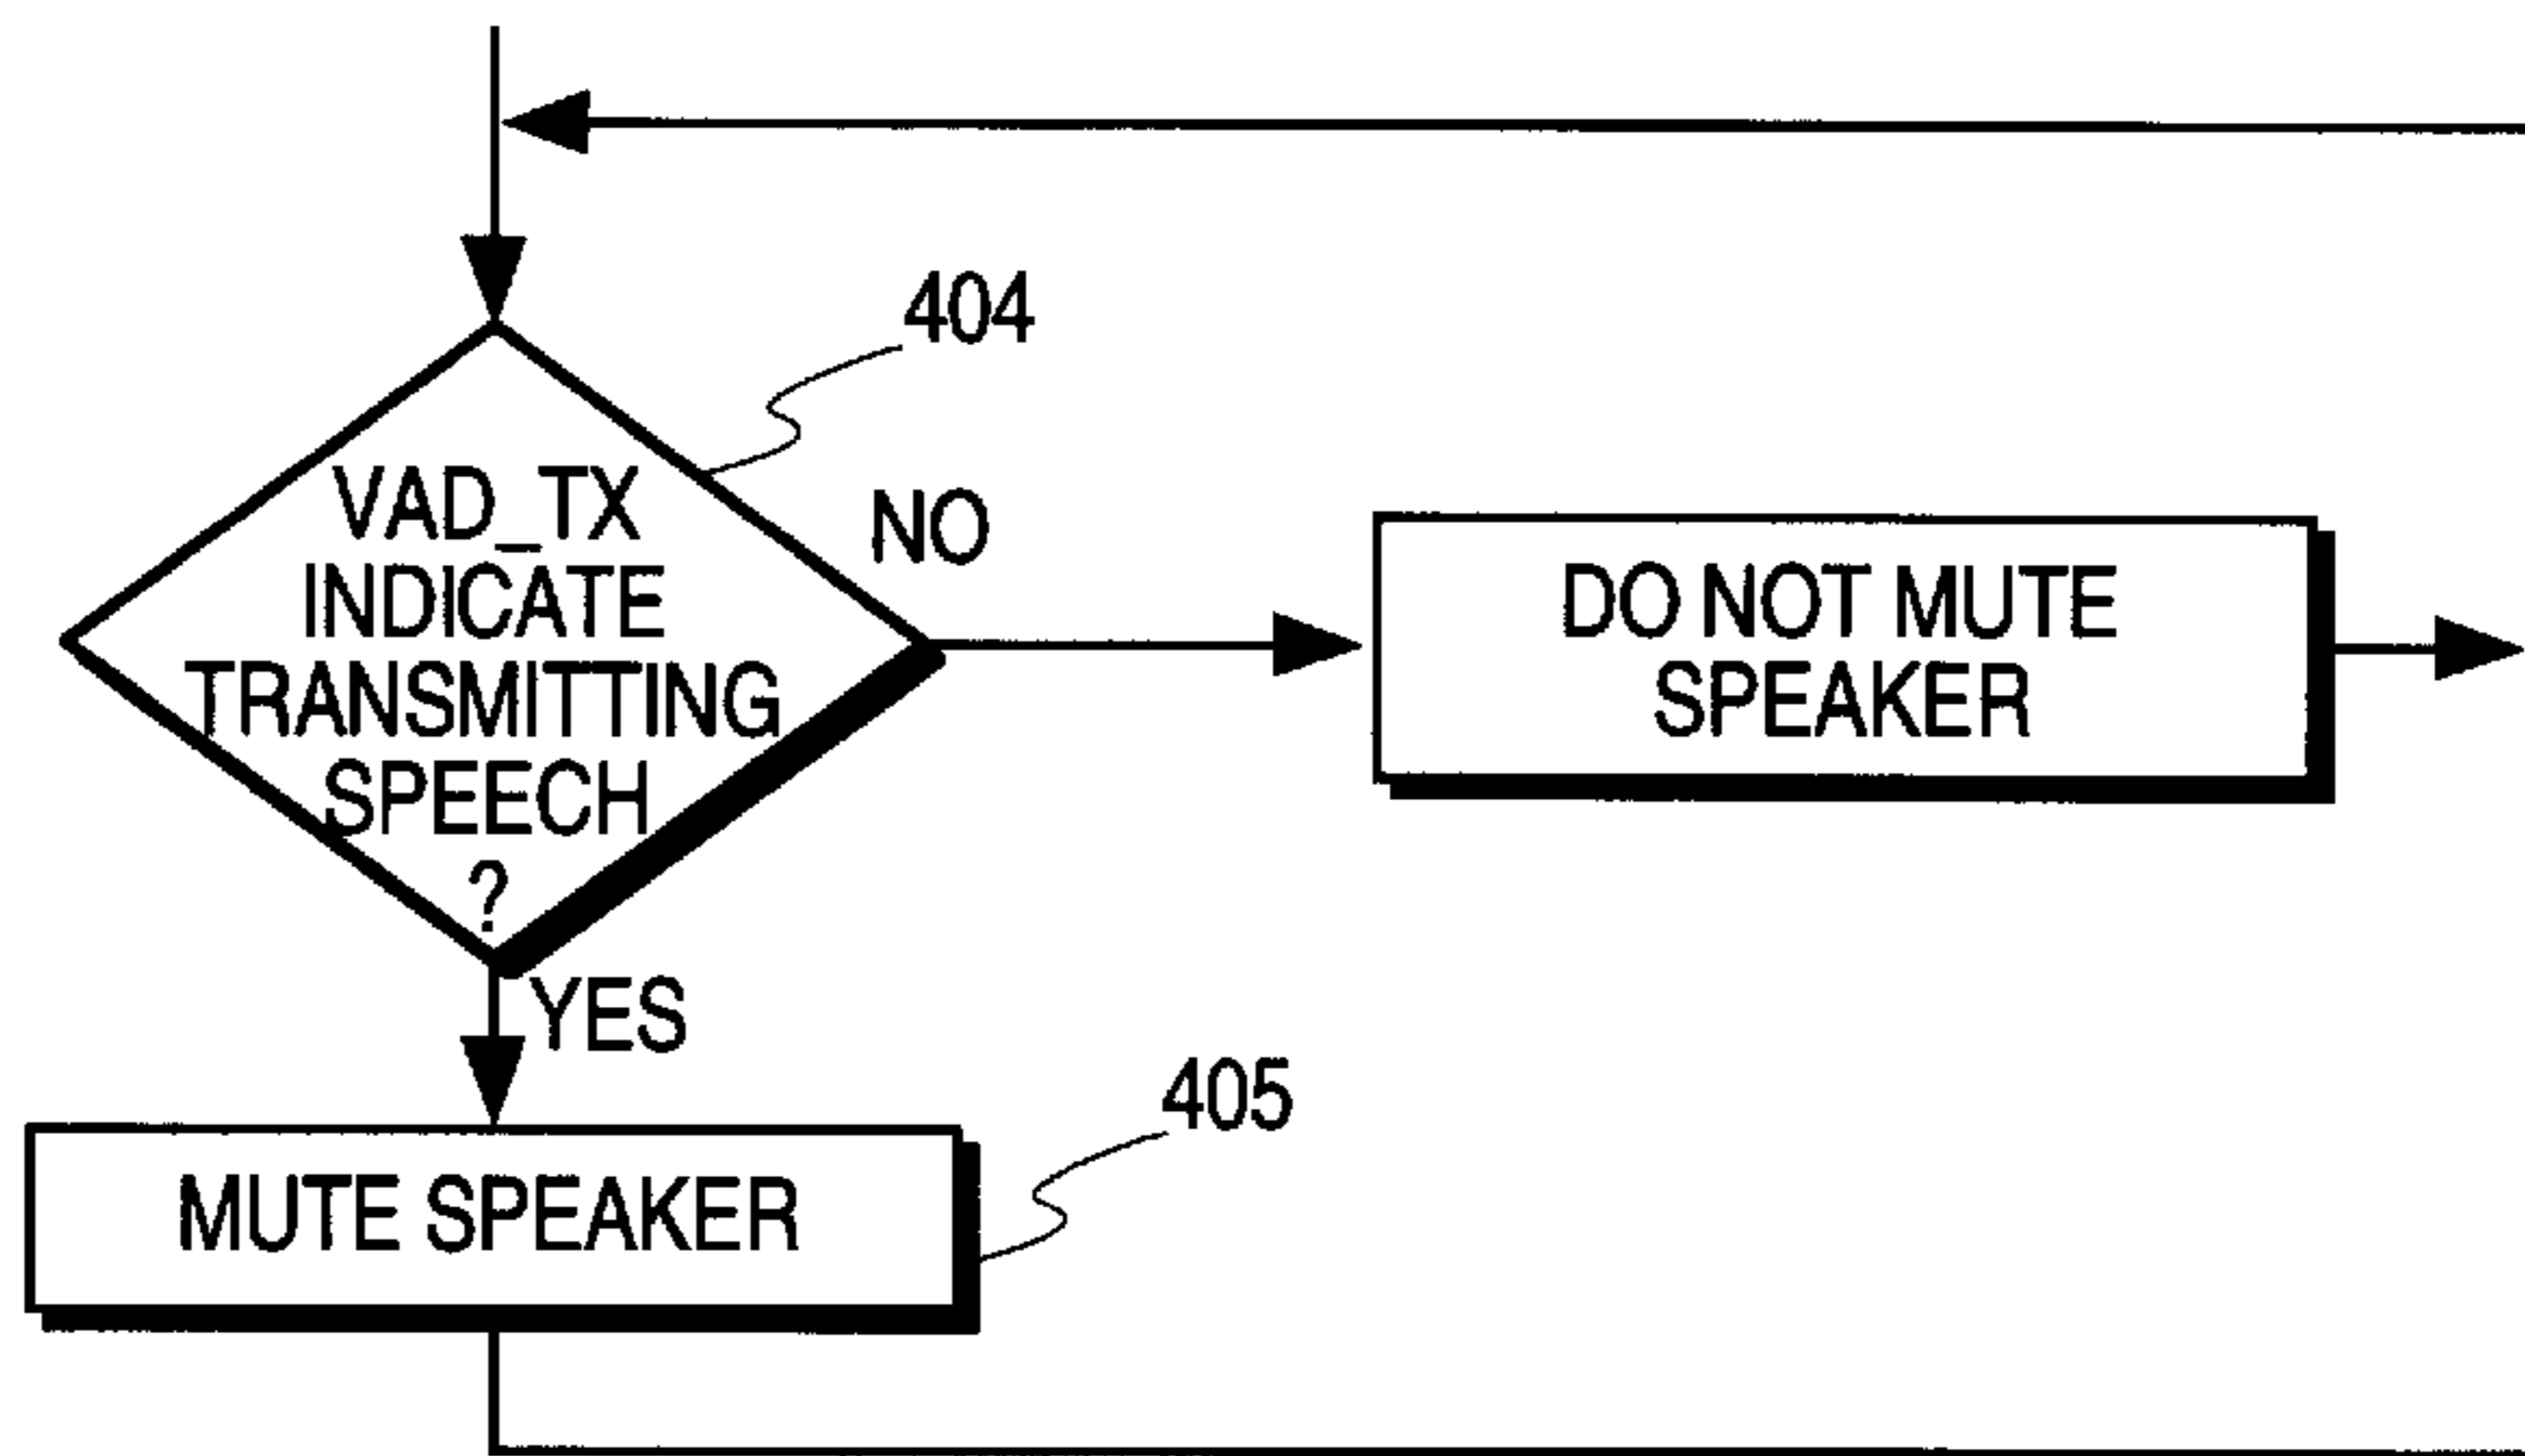 404
VAD_TX
INDICATE
TRANSMITTING
SPEECH
?
NO
DO NOT MUTE
SPEAKER
YES
405
MUTE SPEAKER